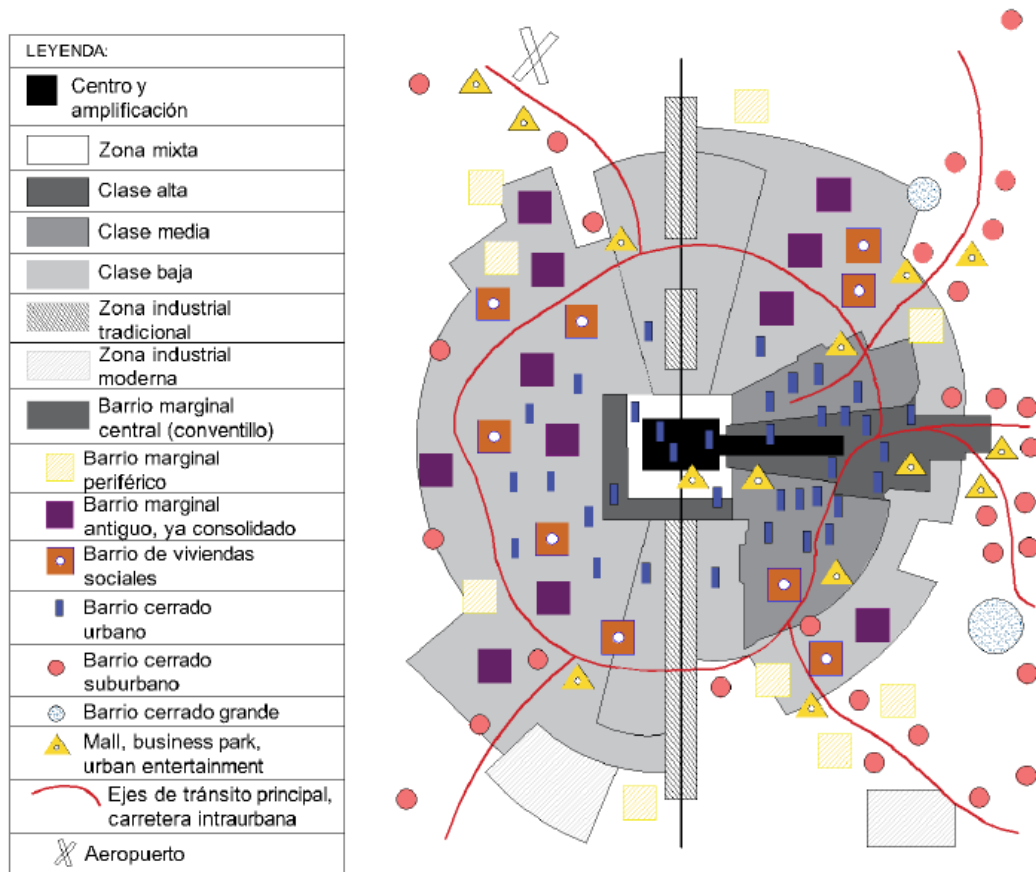 LEYENDA:
Centro y
amplificación
Zona mixta
Clase alta
Clase media
Clase baja
Zona industrial
tradicional
Zona industrial
moderna
Barrio marginal
central (conventillo)
Barrio marginal
periférico
Barrio marginal
antiguo, ya consolidado
Barrio de viviendas
sociales
Barrio cerrado
urbano
Barrio cerrado
suburbano
Barrio cerrado grande
Mall, business park,
urban entertainment
Ejes de tránsito principal,
carretera intraurbana
Aeropuerto